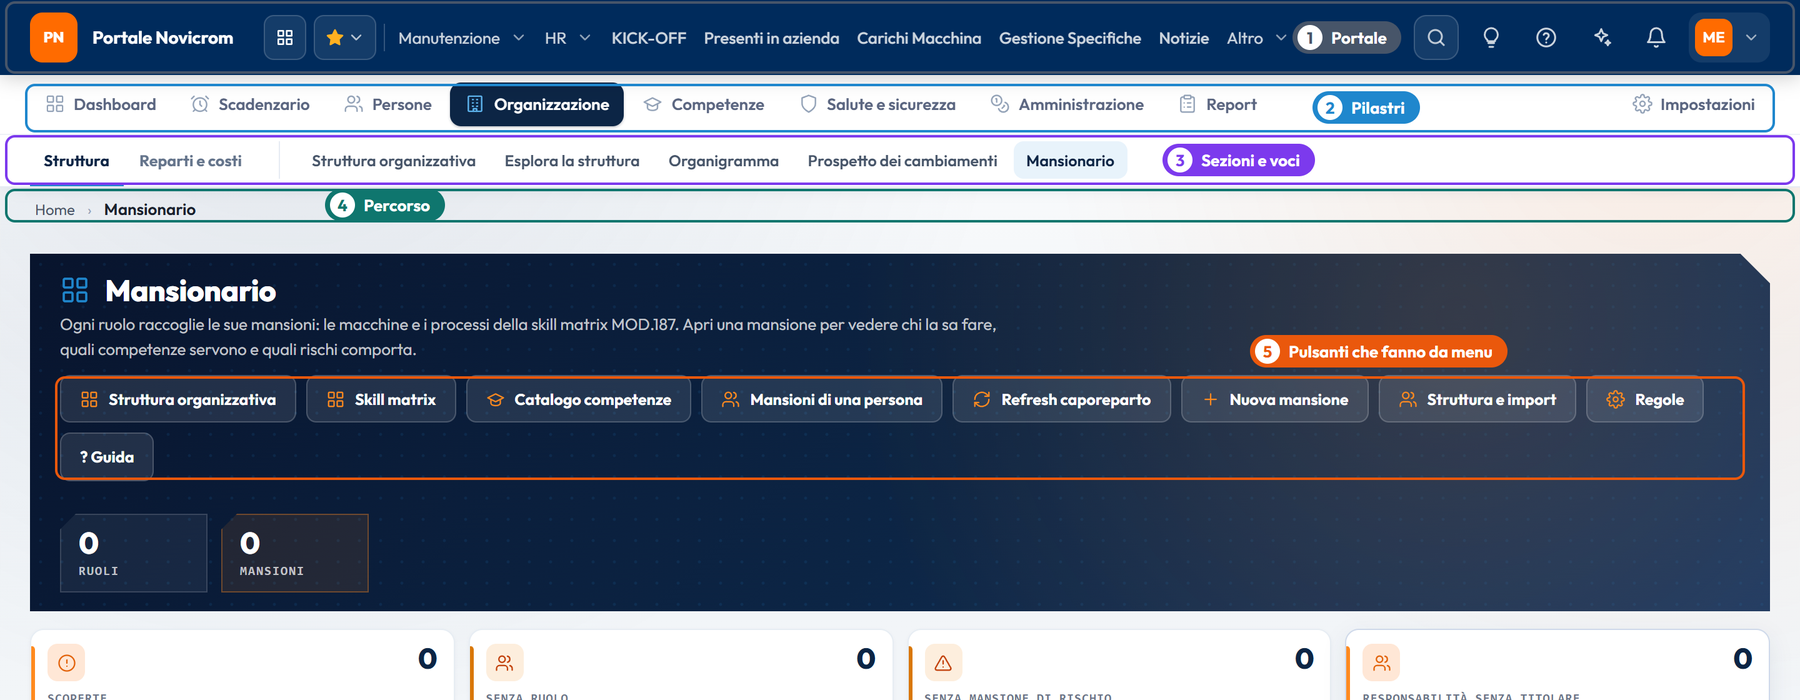 PN Portale Novicrom Manutenzione HR KICK-OFF Presenti in azienda Carichi Macchina Gestione Specifiche Notizie Altro 1 Portale ME
Dashboard Scadenzario Persone Organizzazione Competenze Salute e sicurezza Amministrazione Report 2 Pilastri Impostazioni
Struttura Reparti e costi Struttura organizzativa Esplora la struttura Organigramma Prospetto dei cambiamenti Mansionario 3 Sezioni e voci
Home › Mansionario 4 Percorso
Mansionario
Ogni ruolo raccoglie le sue mansioni: le macchine e i processi della skill matrix MOD.187. Apri una mansione per vedere chi la sa fare,
quali competenze servono e quali rischi comporta.
5 Pulsanti che fanno da menu
Struttura organizzativa Skill matrix Catalogo competenze Mansioni di una persona Refresh caporeparto + Nuova mansione Struttura e import Regole
? Guida
0 0
RUOLI MANSIONI
0 0 0 0
SCOPERTE SENZA RUOLO SENZA MANSIONE DI RISCHIO RESPONSABILITÀ SENZA TITOLARE